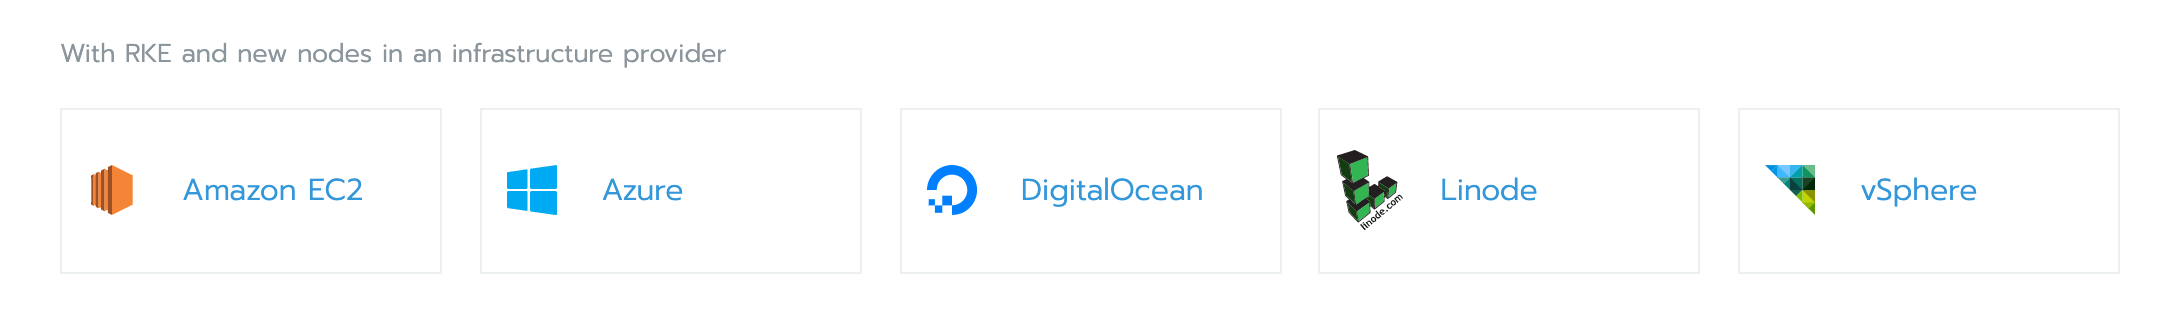 With RKE and new nodes in an infrastructure provider
Amazon EC2
Azure
DigitalOcean
linode.com
Linode
vSphere